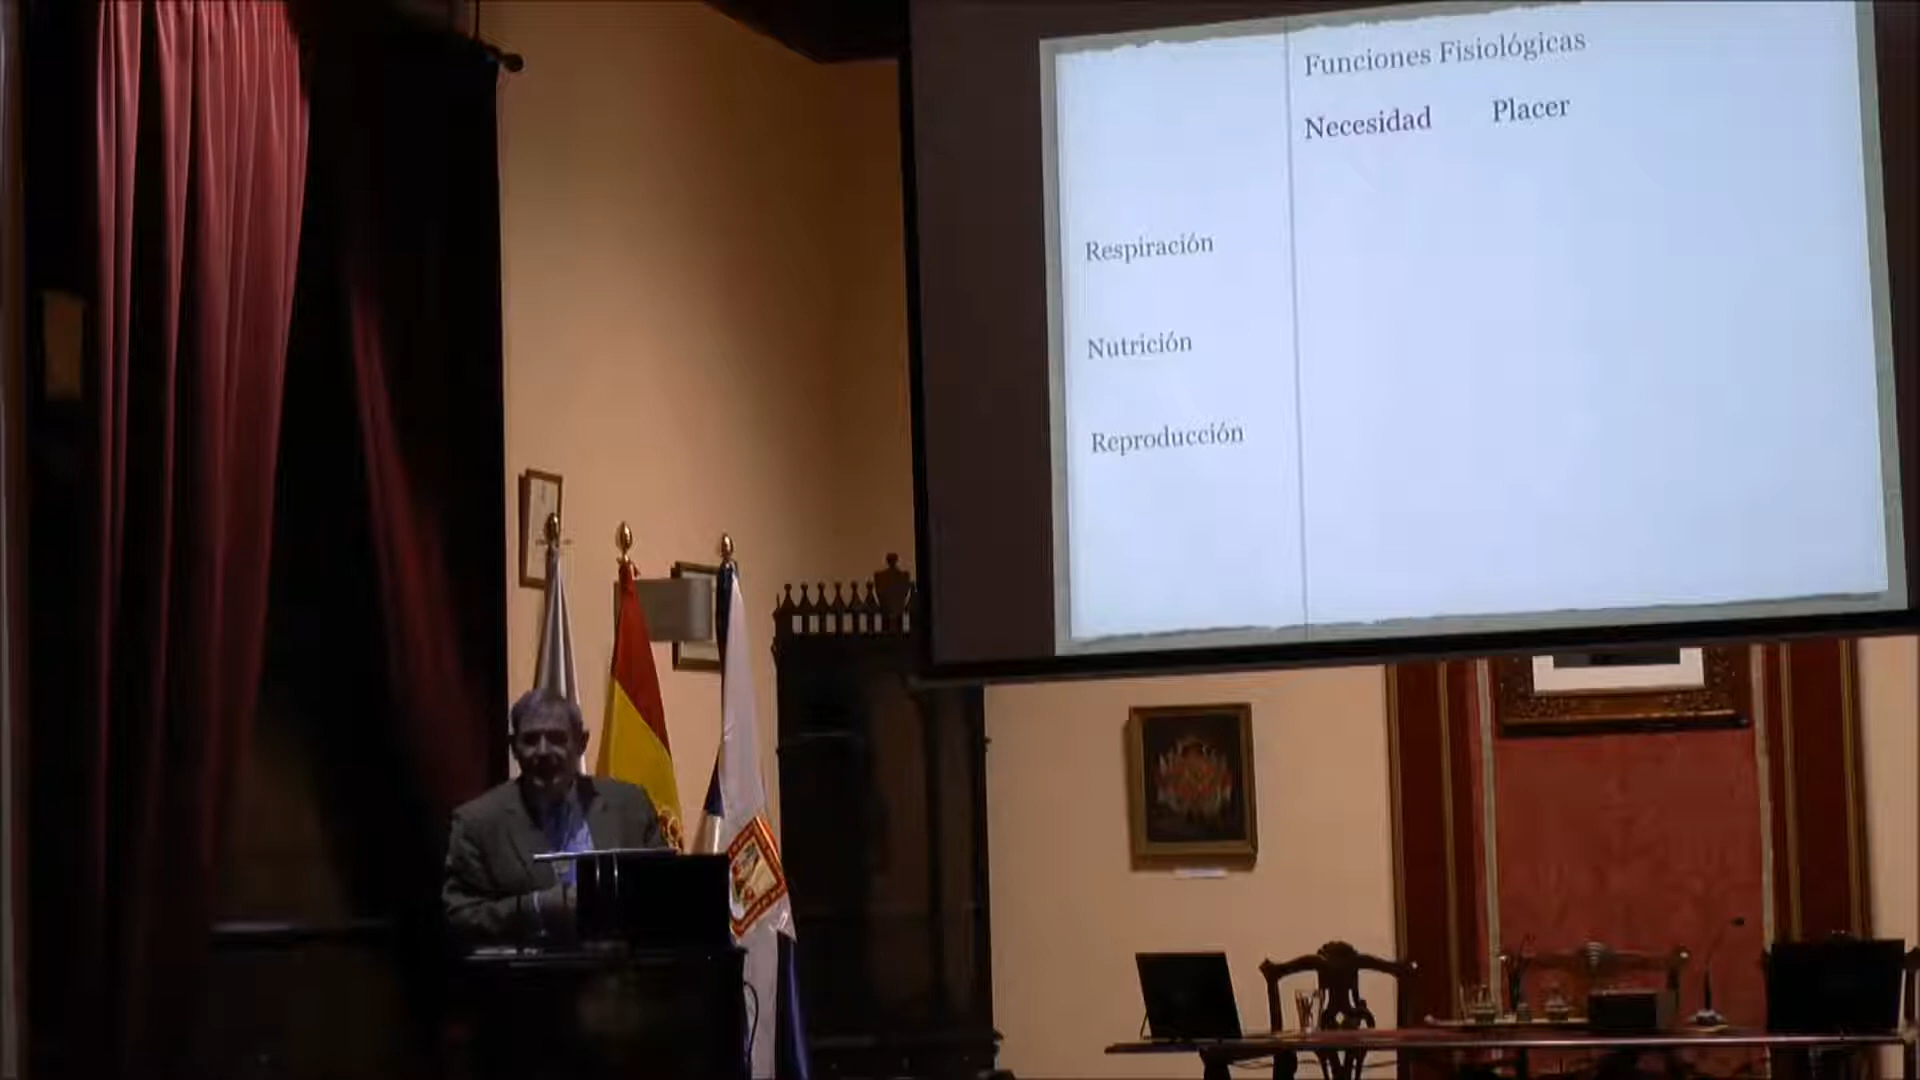 Funciones Fisiológicas
Necesidad Placer
Respiración
Nutrición
Reproducción